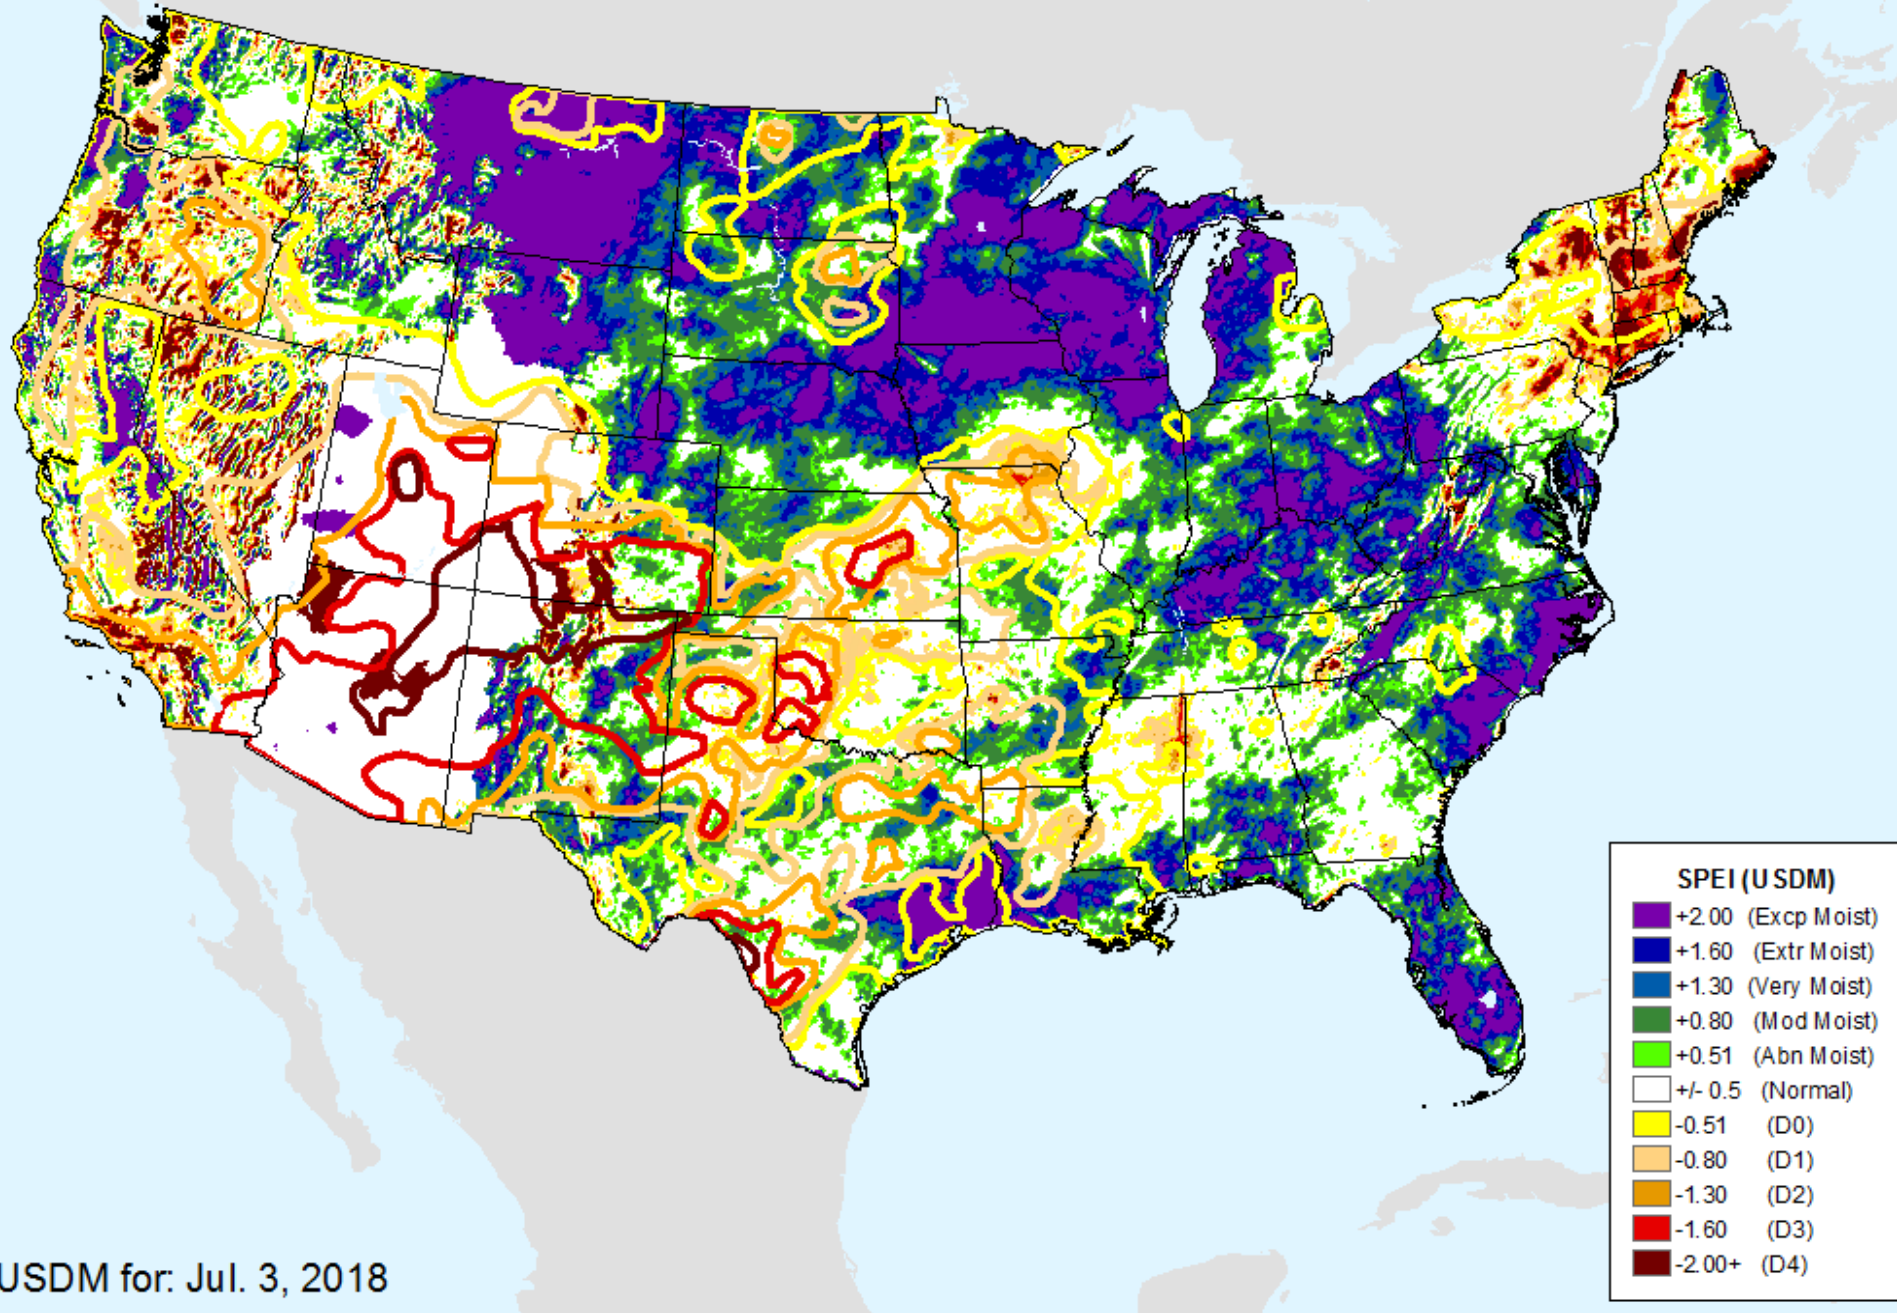 SPEI (USDM)
+2.00 (Excp Moist)
+1.60 (Extr Moist)
+1.30 (Very Moist)
+0.80 (Mod Moist)
+0.51 (Abn Moist)
+/- 0.5 (Normal)
-0.51 (D0)
-0.80 (D1)
-1.30 (D2)
-1.60 (D3)
-2.00+ (D4)
USDM for: Jul. 3, 2018